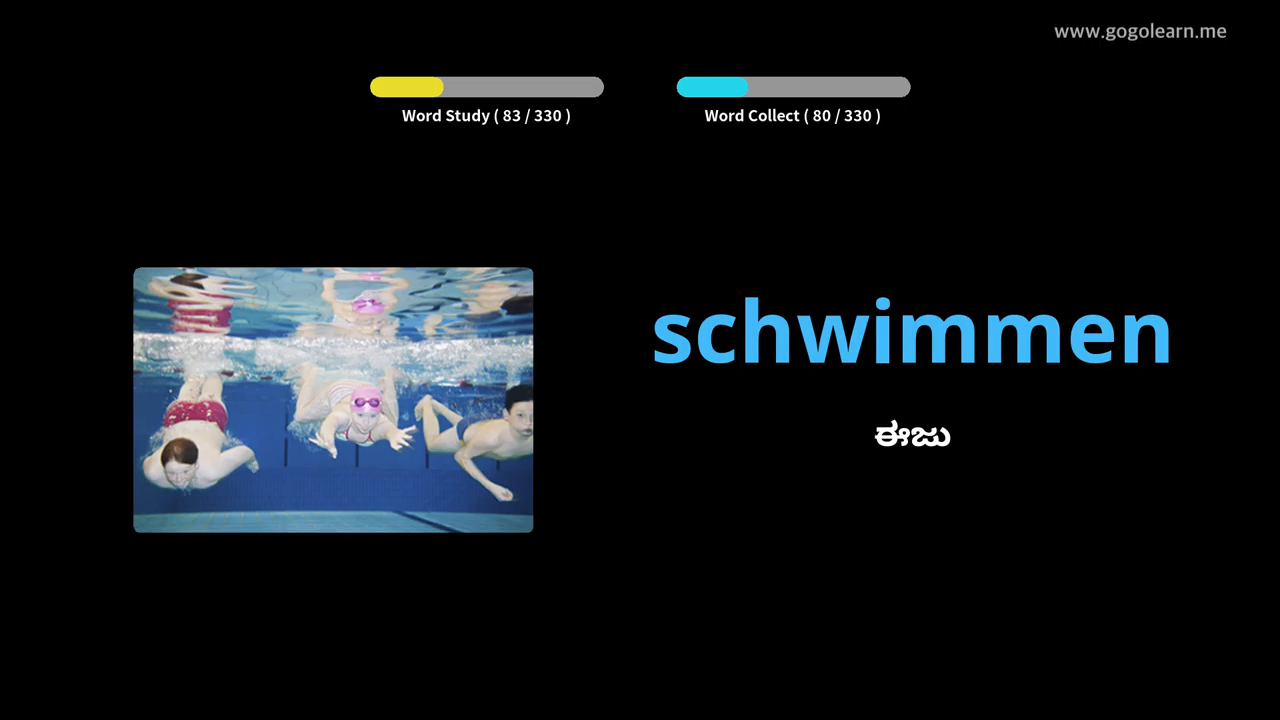 www.gogolearn.me
Word Study ( 83 / 330 )
Word Collect ( 80 / 330 )
schwimmen
ಈಜು